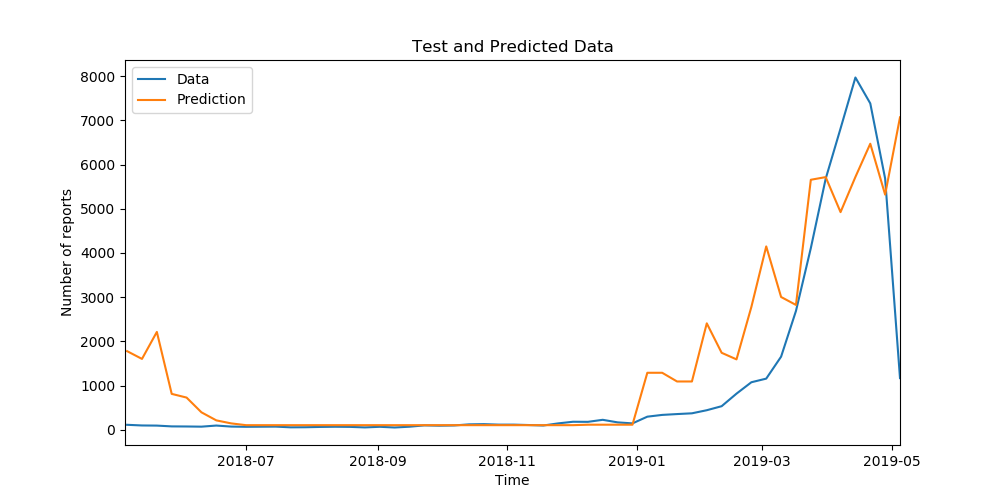 Test and Predicted Data
Data
Prediction
8000
7000
6000
5000
4000
3000
2000
1000
0
Number of reports
2018-07 2018-09 2018-11 2019-01 2019-03 2019-05
Time